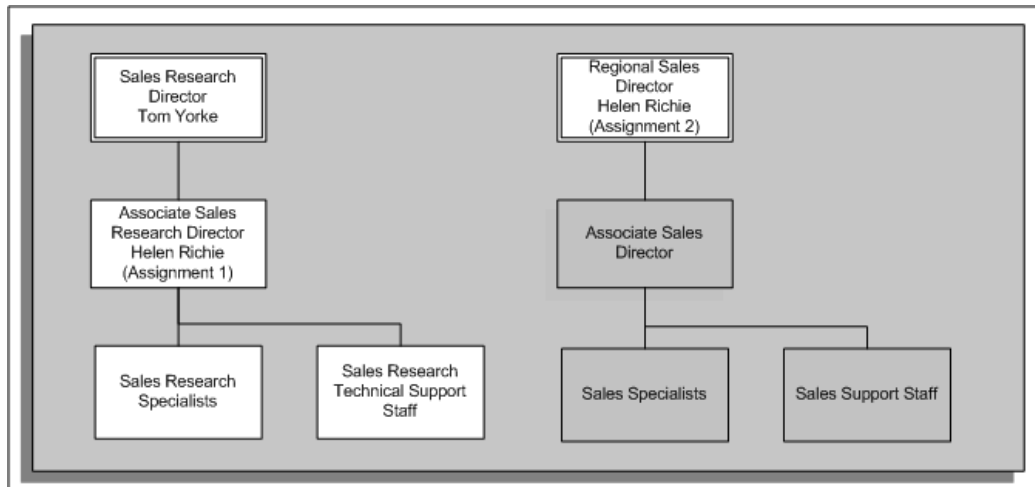 Sales Research
Director
Tom Yorke
Regional Sales
Director
Helen Richie
(Assignment 2)
Associate Sales
Research Director
Helen Richie
(Assignment 1)
Associate Sales
Director
Sales Research
Specialists
Sales Research
Technical Support
Staff
Sales Specialists
Sales Support Staff